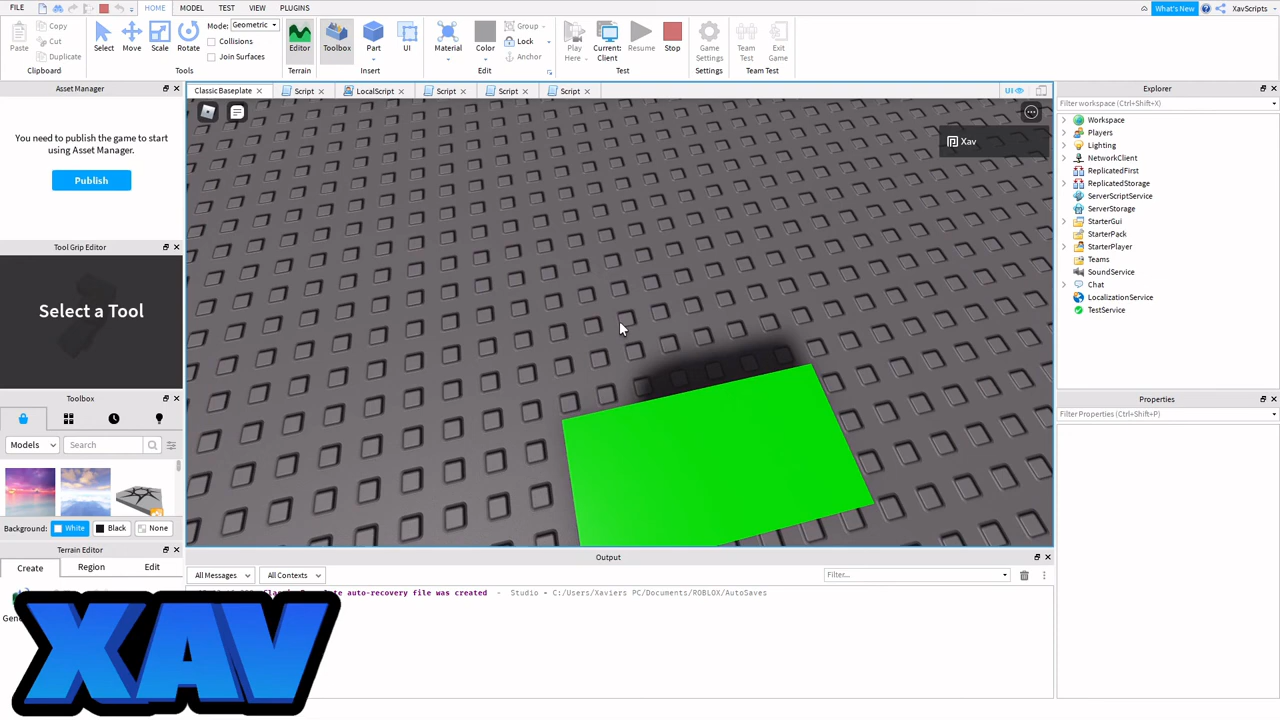 FILE HOME MODEL TEST VIEW PLUGINS What's New XavScripts
Paste Copy Cut Duplicate Select Move Scale Rotate Mode: Geometric Collisions Join Surfaces Editor Toolbox Part UI Material Color Group Lock Anchor Play Here Current: Client Resume Stop Game Settings Team Test Exit Game
Clipboard Tools Terrain Insert Edit Test Settings Team Test
Asset Manager
You need to publish the game to start
using Asset Manager.
Publish
Tool Grip Editor
Select a Tool
Toolbox
Models Search
Background: White Black None
Terrain Editor
Create Region Edit
Gen
XAV
Classic Baseplate Script LocalScript Script Script Script UI
Xav
Output
All Messages All Contexts Filter...
auto-recovery file was created - Studio - C:/Users/Xaviers PC/Documents/ROBLOX/AutoSaves
Explorer
Filter workspace (Ctrl+Shift+X)
Workspace
Players
Lighting
NetworkClient
ReplicatedFirst
ReplicatedStorage
ServerScriptService
ServerStorage
StarterGui
StarterPack
StarterPlayer
Teams
SoundService
Chat
LocalizationService
TestService
Properties
Filter Properties (Ctrl+Shift+P)